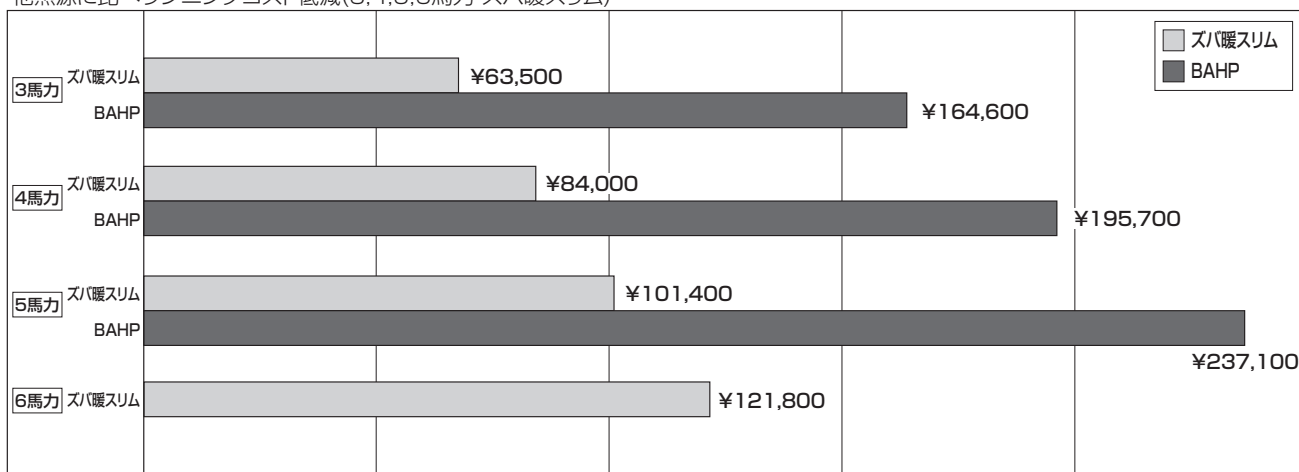 ズバ暖スリム
BAHP
3馬力
ズバ暖スリム
¥63,500
BAHP
¥164,600
4馬力
ズバ暖スリム
¥84,000
BAHP
¥195,700
5馬力
ズバ暖スリム
¥101,400
BAHP
¥237,100
6馬力
ズバ暖スリム
¥121,800